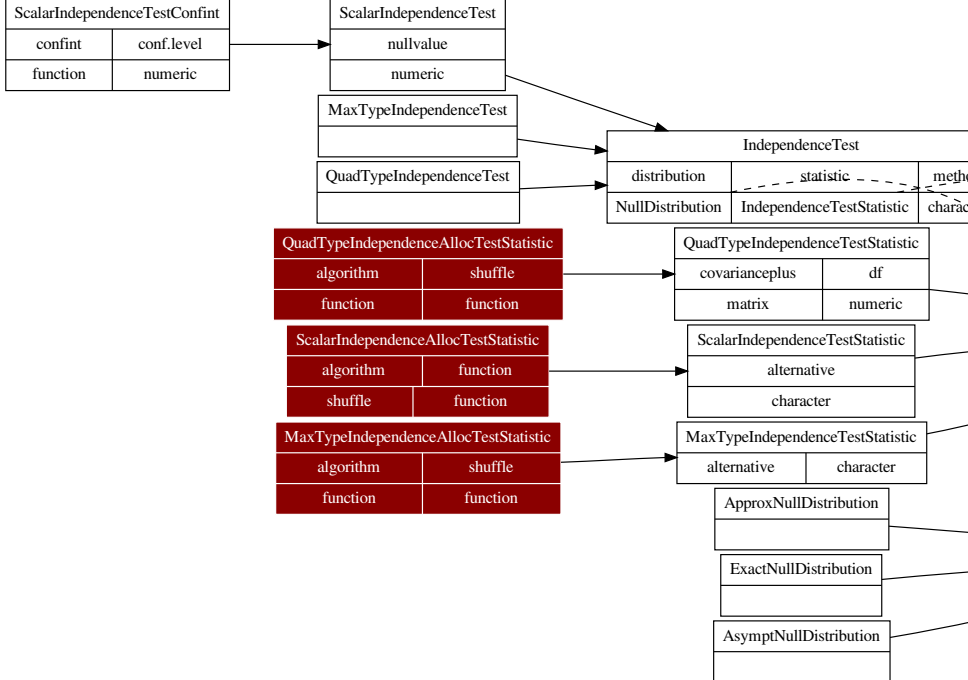 ScalarIndependenceTestConfint
confint conf.level
function numeric
ScalarIndependenceTest
nullvalue
numeric
MaxTypeIndependenceTest
QuadTypeIndependenceTest
IndependenceTest
distribution statistic
NullDistribution IndependenceTestStatistic
QuadTypeIndependenceAllocTestStatistic
algorithm shuffle
function function
QuadTypeIndependenceTestStatistic
covarianceplus df
matrix numeric
ScalarIndependenceAllocTestStatistic
algorithm function
shuffle function
ScalarIndependenceTestStatistic
alternative
character
MaxTypeIndependenceAllocTestStatistic
algorithm shuffle
function function
MaxTypeIndependenceTestStatistic
alternative character
ApproxNullDistribution
ExactNullDistribution
AsymptNullDistribution